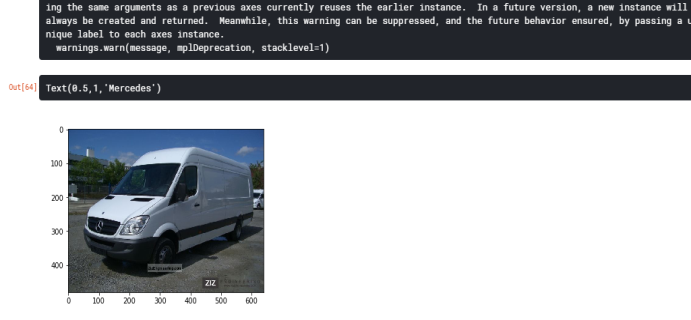 ing the same arguments as a previous axes currently reuses the earlier instance.  In a future version, a new instance will
always be created and returned.  Meanwhile, this warning can be suppressed, and the future behavior ensured, by passing a u
nique label to each axes instance.
  warnings.warn(message, mplDeprecation, stacklevel=1)
Out[64] Text(0.5,1,'Mercedes')
0
100
200
300
400
ZIZ
0 100 200 300 400 500 600